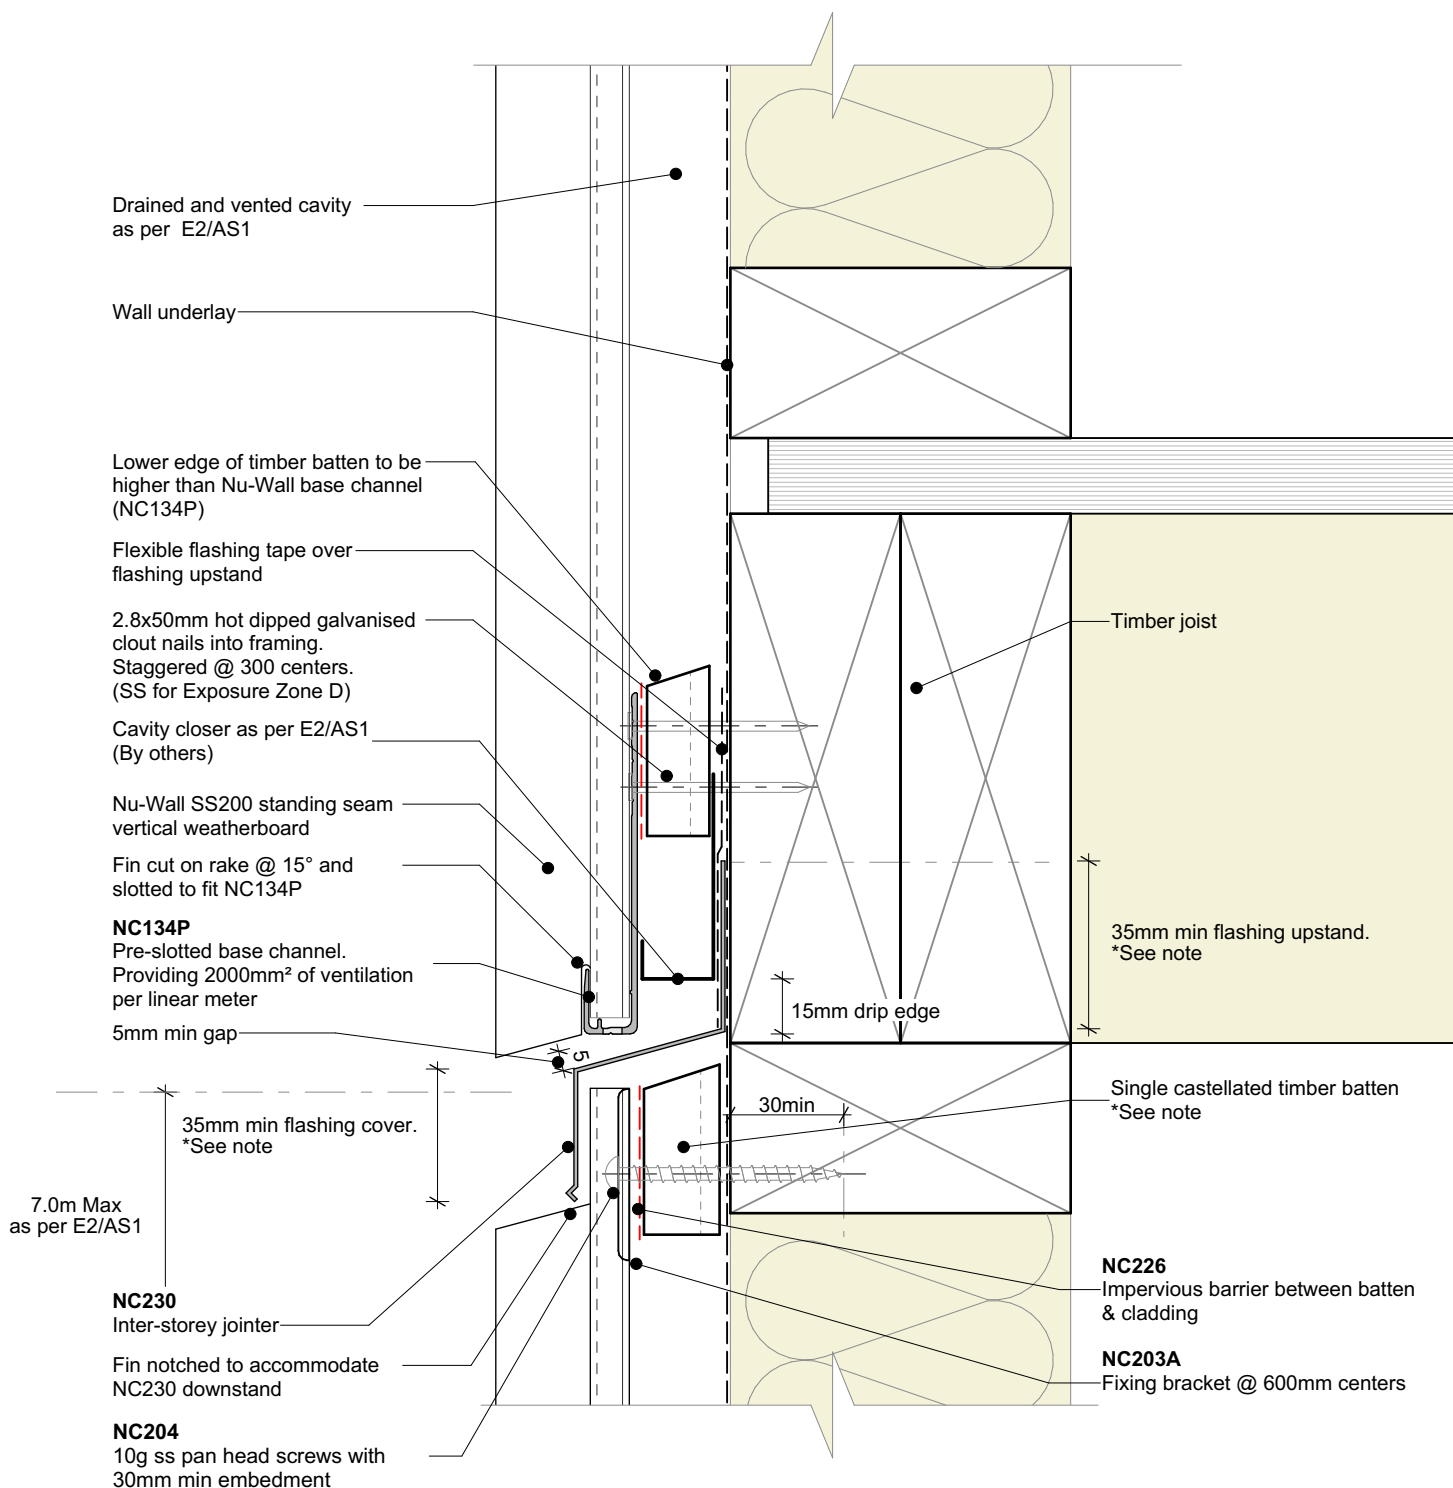 Drained and vented cavity
as per E2/AS1
Wall underlay
Lower edge of timber batten to be
higher than Nu-Wall base channel
(NC134P)
Flexible flashing tape over
flashing upstand
2.8x50mm hot dipped galvanised
clout nails into framing.
Staggered @ 300 centers.
(SS for Exposure Zone D)
Cavity closer as per E2/AS1
(By others)
Nu-Wall SS200 standing seam
vertical weatherboard
Fin cut on rake @ 15° and
slotted to fit NC134P
NC134P
Pre-slotted base channel.
Providing 2000mm² of ventilation
per linear meter
5mm min gap
5
35mm min flashing cover.
*See note
7.0m Max
as per E2/AS1
NC230
Inter-storey jointer
Fin notched to accommodate
NC230 downstand
NC204
10g ss pan head screws with
30mm min embedment
Timber joist
35mm min flashing upstand.
*See note
15mm drip edge
30min
Single castellated timber batten
*See note
NC226
Impervious barrier between batten
& cladding
NC203A
Fixing bracket @ 600mm centers